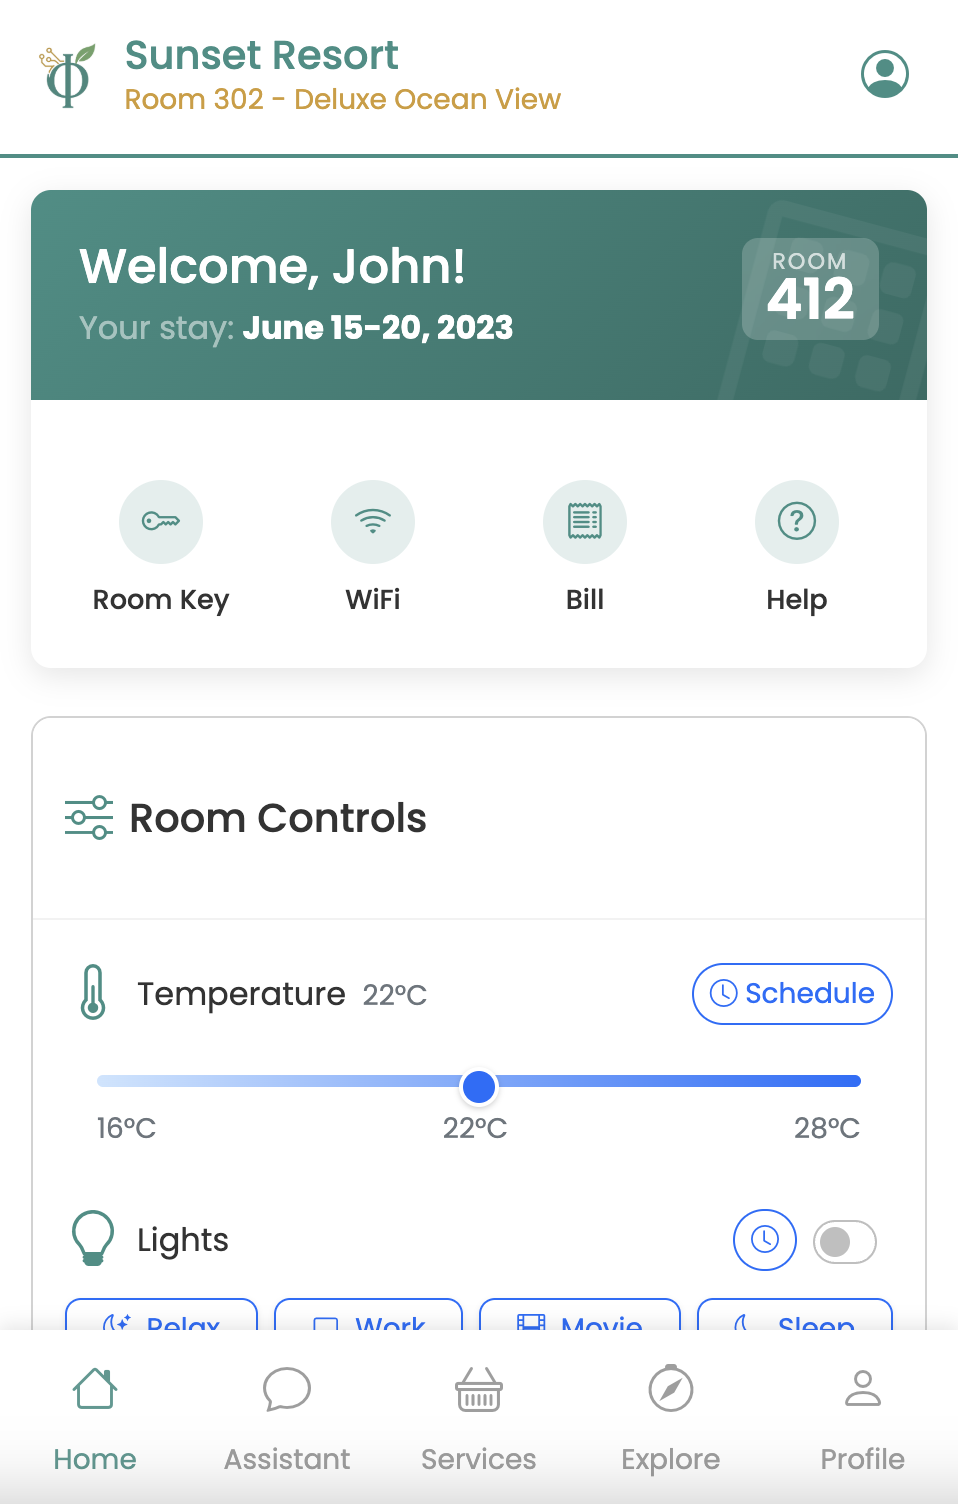 Sunset Resort
Room 302 - Deluxe Ocean View
Welcome, John!
Your stay: June 15-20, 2023
ROOM
412
Room Key
WiFi
Bill
Help
Room Controls
Temperature 22°C
Schedule
16°C
22°C
28°C
Lights
Relax
Work
Movie
Sleep
Home
Assistant
Services
Explore
Profile